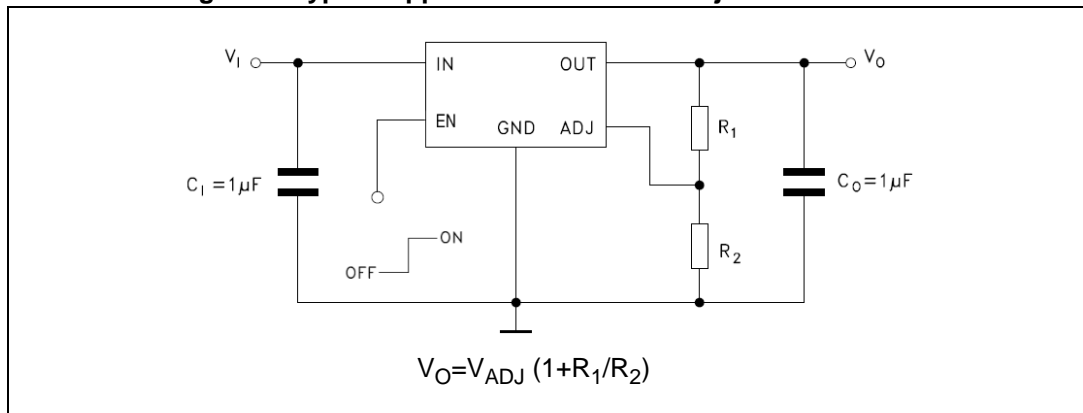 V_I
IN
OUT
V_O
EN
GND
ADJ
R_1
C_I =1μF
C_O=1μF
ON
OFF
R_2
V_O=V_ADJ (1+R_1/R_2)